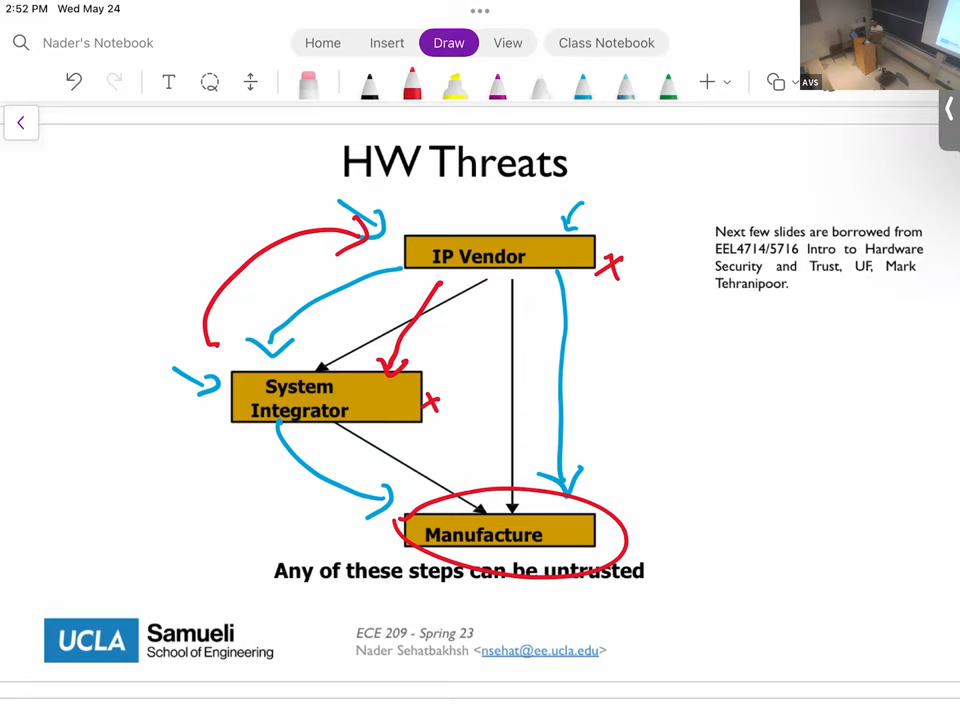 2:52 PM Wed May 24
Nader's Notebook
Home Insert Draw View Class Notebook
T
AVS
HW Threats
IP Vendor
Next few slides are borrowed from
EEL4714/5716 Intro to Hardware
Security and Trust, UF, Mark
Tehranipoor.
System
Integrator
Manufacture
Any of these steps can be untrusted
UCLA Samueli
School of Engineering
ECE 209 - Spring 23
Nader Sehatbakhsh <nsehat@ee.ucla.edu>